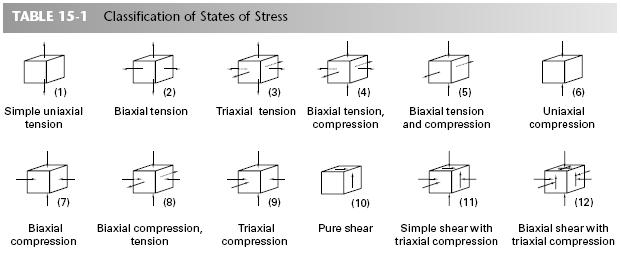 TABLE 15-1 Classification of States of Stress
(1) (2) (3) (4) (5) (6)
Simple uniaxial tension
Biaxial tension
Triaxial tension
Biaxial tension, compression
Biaxial tension and compression
Uniaxial compression
(7) (8) (9) (10) (11) (12)
Biaxial compression
Biaxial compression, tension
Triaxial compression
Pure shear
Simple shear with triaxial compression
Biaxial shear with triaxial compression